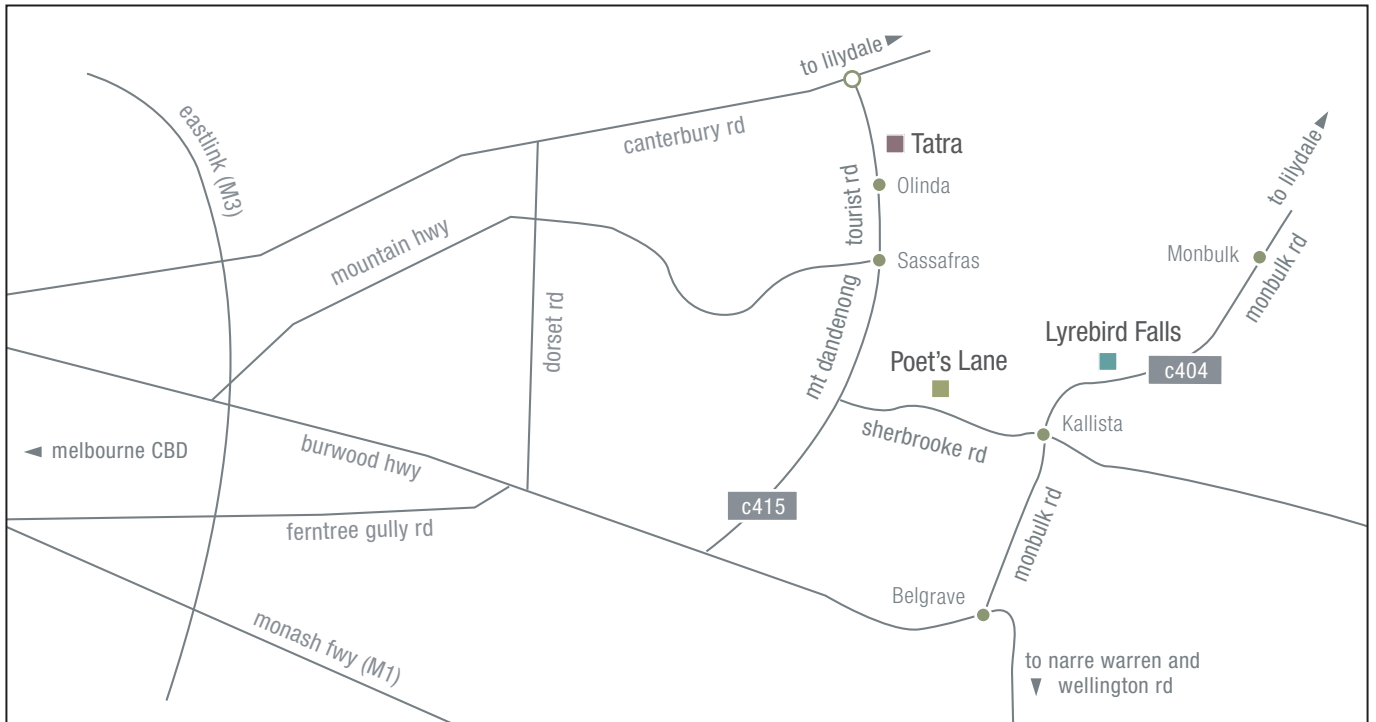 to lilydale
eastlink (M3)
canterbury rd
Tatra
Olinda
tourist rd
to lilydale
mountain hwy
Sassafras
Monbulk
monbulk rd
dorset rd
mt dandenong
Lyrebird Falls
Poet's Lane
c404
sherbrooke rd
Kallista
melbourne CBD
burwood hwy
c415
ferntree gully rd
monbulk rd
Belgrave
monash fwy (M1)
to narre warren and
wellington rd